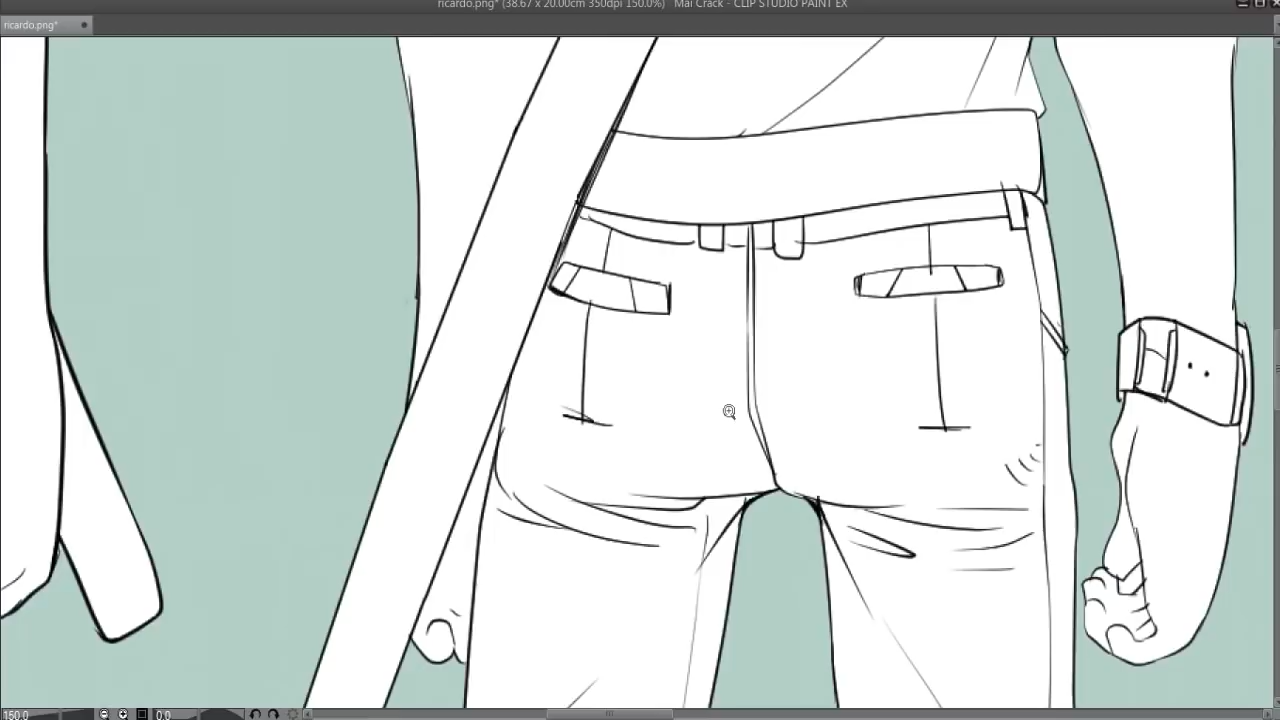 ricardo.png* (38.67 x 20.00cm 350dpi 150.0%) Mai Crack - CLIP STUDIO PAINT EX
ricardo.png*
150.0
0.0